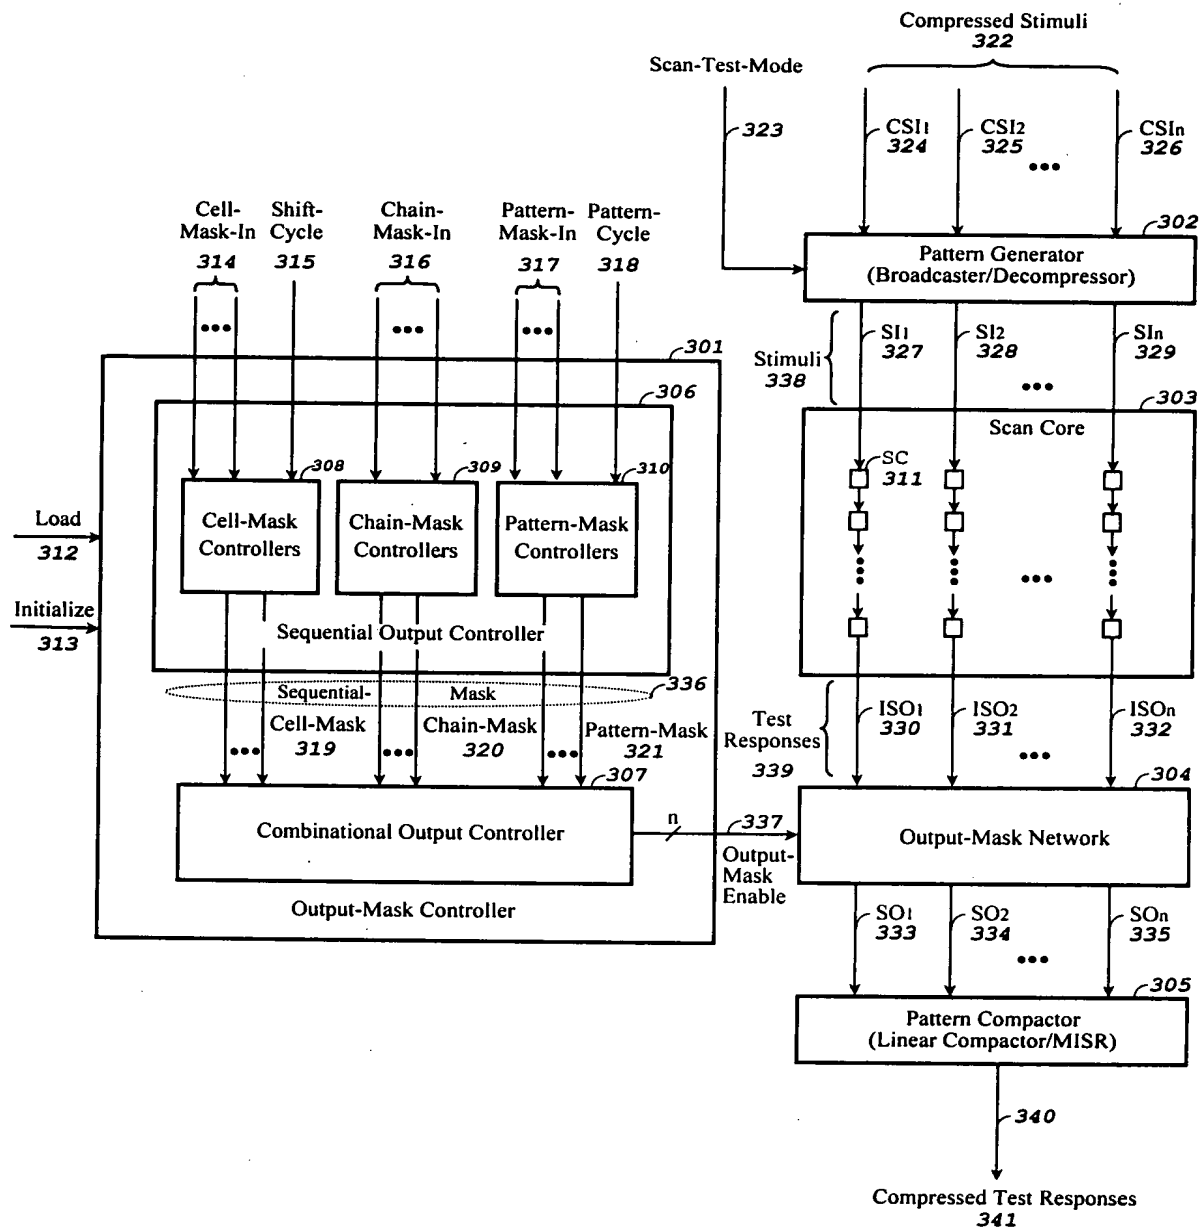 Compressed Stimuli
322
Scan-Test-Mode
323
CSI1
324
CSI2
325
CSIn
326
Cell-
Mask-In
314
Shift-
Cycle
315
Chain-
Mask-In
316
Pattern-
Mask-In
317
Pattern-
Cycle
318
302
Pattern Generator
(Broadcaster/Decompressor)
Stimuli
338
SI1
327
SI2
328
SIn
329
301
306
303
Scan Core
308
Cell-Mask
Controllers
309
Chain-Mask
Controllers
310
Pattern-Mask
Controllers
SC
311
Load
312
Initialize
313
Sequential Output Controller
Sequential- Mask
336
Cell-Mask
319
Chain-Mask
320
Pattern-Mask
321
Test
Responses
339
ISO1
330
ISO2
331
ISOn
332
307
Combinational Output Controller
n
337
Output-
Mask
Enable
304
Output-Mask Network
Output-Mask Controller
SO1
333
SO2
334
SOn
335
305
Pattern Compactor
(Linear Compactor/MISR)
340
Compressed Test Responses
341